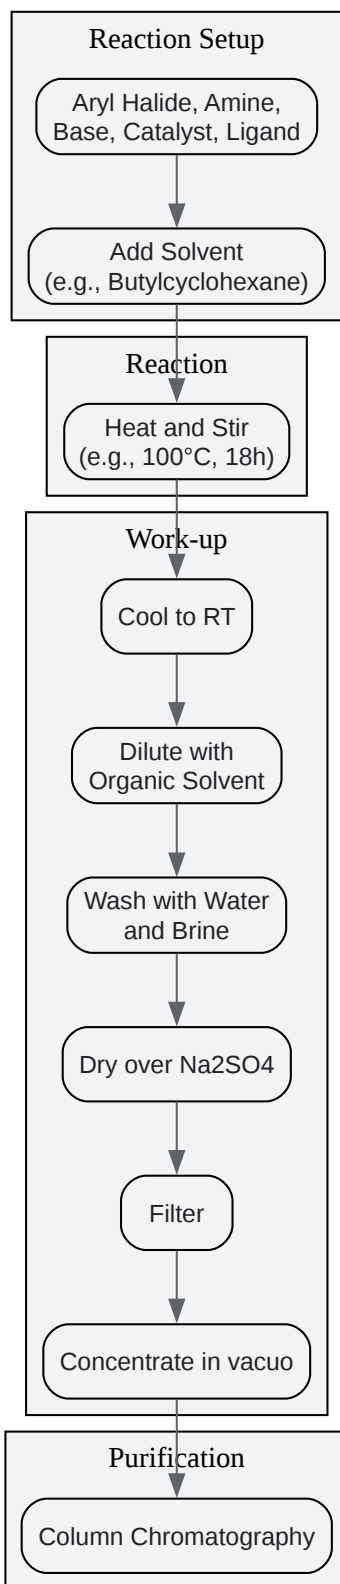 Reaction Setup
Aryl Halide, Amine,
Base, Catalyst, Ligand
Add Solvent
(e.g., Butylcyclohexane)
Reaction
Heat and Stir
(e.g., 100°C, 18h)
Work-up
Cool to RT
Dilute with
Organic Solvent
Wash with Water
and Brine
Dry over Na2SO4
Filter
Concentrate in vacuo
Purification
Column Chromatography